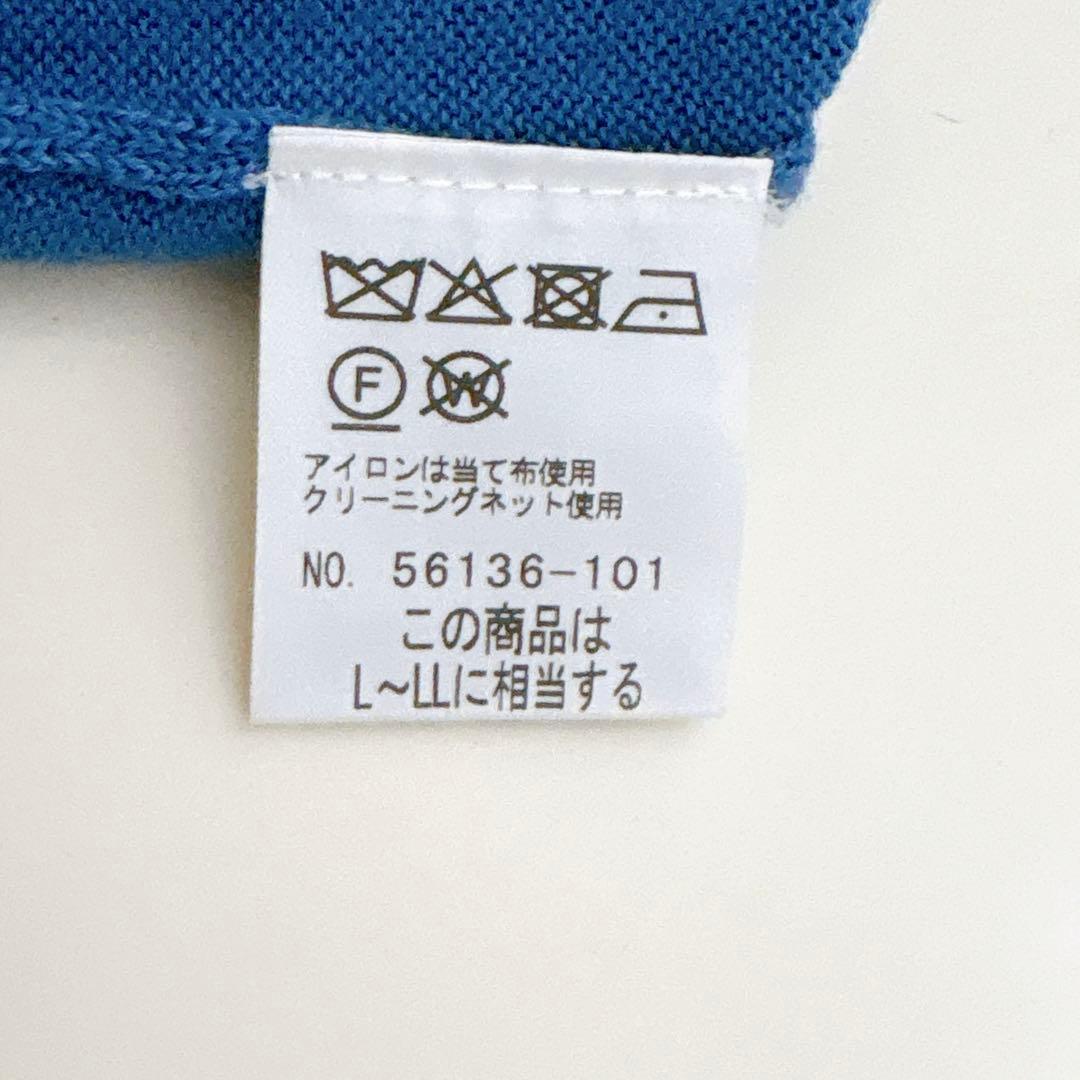 F W
アイロンは当て布使用
クリーニングネット使用
NO. 56136-101
この商品は
L~LLに相当する